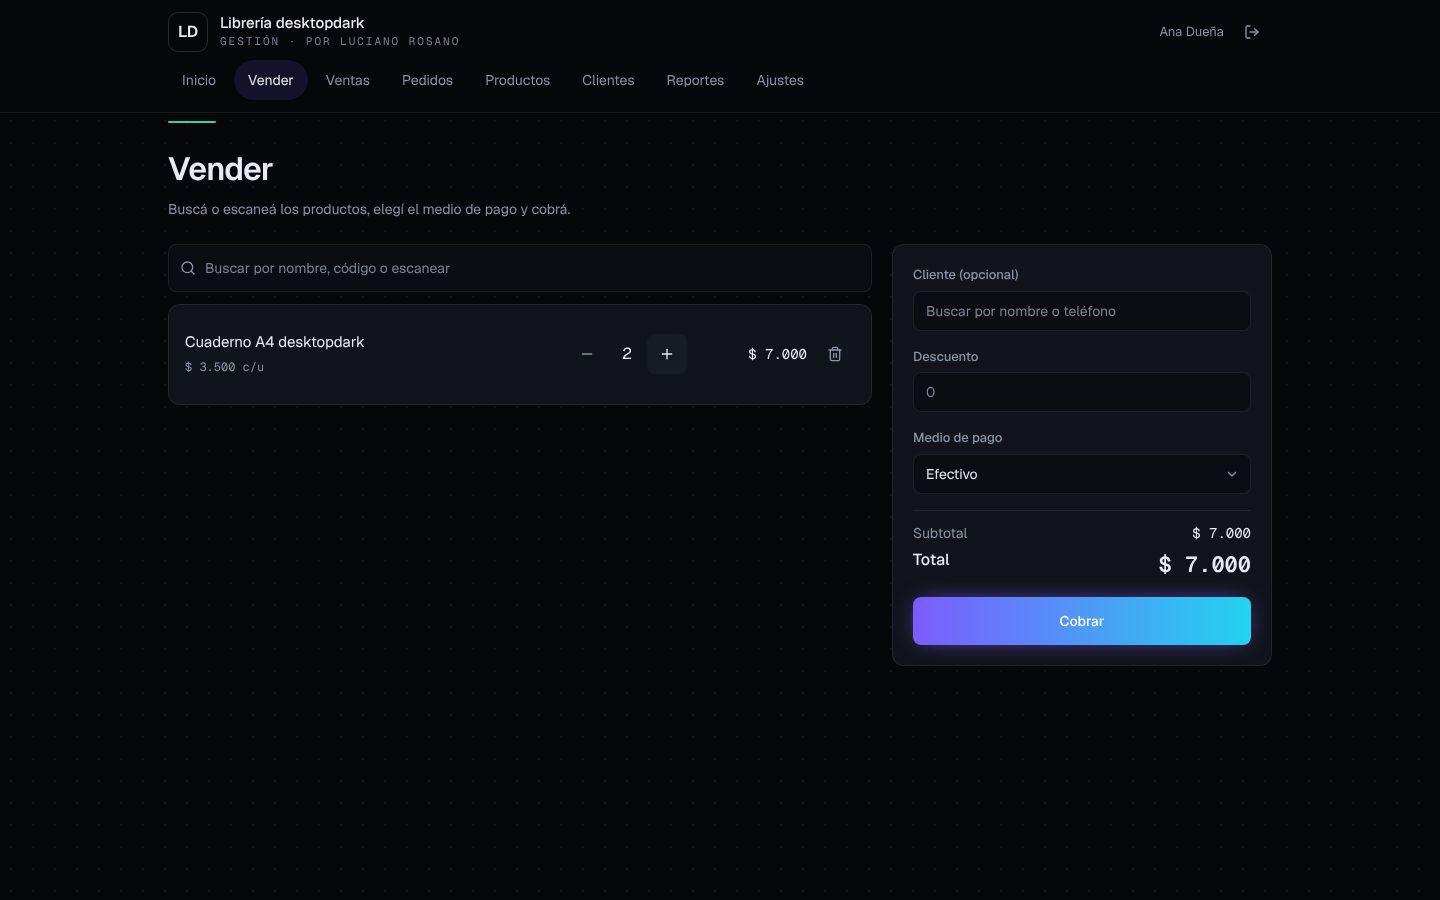 LD
Librería desktopdark
GESTIÓN · POR LUCIANO ROSANO
Ana Dueña
Inicio
Vender
Ventas
Pedidos
Productos
Clientes
Reportes
Ajustes
Vender
Buscá o escaneá los productos, elegí el medio de pago y cobrá.
Buscar por nombre, código o escanear
Cuaderno A4 desktopdark
$ 3.500 c/u
2
$ 7.000
Cliente (opcional)
Buscar por nombre o teléfono
Descuento
0
Medio de pago
Efectivo
Subtotal
$ 7.000
Total
$ 7.000
Cobrar